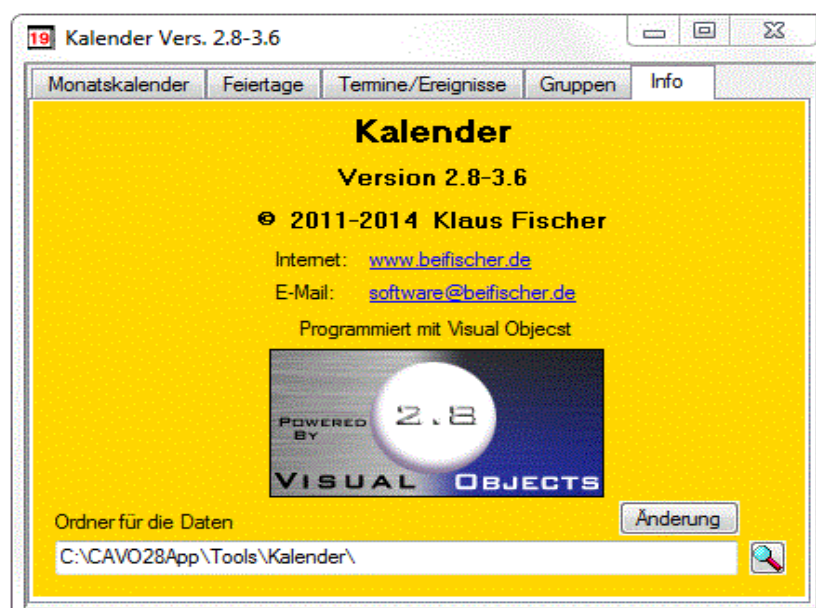 19 Kalender Vers. 2.8-3.6
Monatskalender Feiertage Termine/Ereignisse Gruppen Info
Kalender
Version 2.8-3.6
© 2011-2014 Klaus Fischer
Internet: www.beifischer.de
E-Mail: software@beifischer.de
Programmiert mit Visual Objecst
2.8
POWERED
BY
VISUAL OBJECTS
Ordner für die Daten Änderung
C:\CAVO28App\Tools\Kalender\